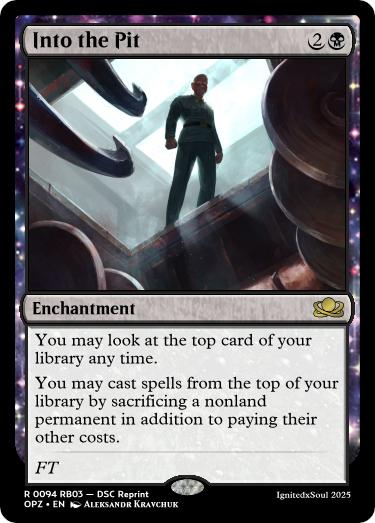 Into the Pit 2
Enchantment
You may look at the top card of your
library any time.
You may cast spells from the top of your
library by sacrificing a nonland
permanent in addition to paying their
other costs.
FT
R 0094 RB03 — DSC Reprint
OPZ • EN Aleksandr Kravchuk
IgnitedxSoul 2025